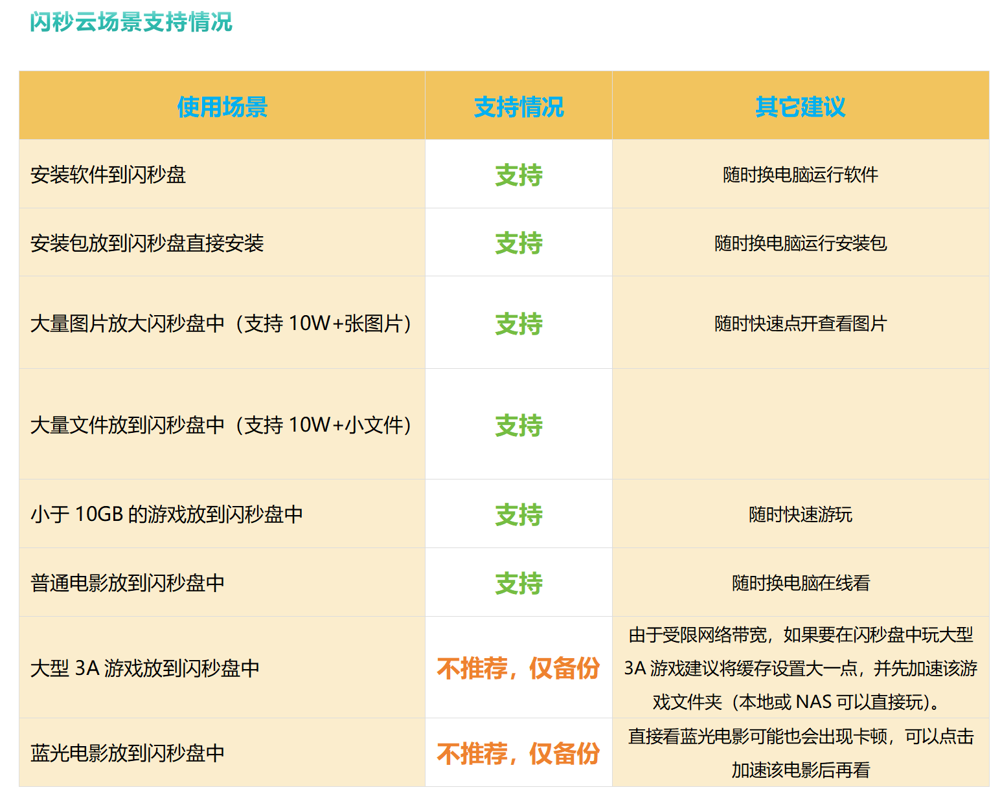 闪秒云场景支持情况
使用场景 支持情况 其它建议
安装软件到闪秒盘 支持 随时换电脑运行软件
安装包放到闪秒盘直接安装 支持 随时换电脑运行安装包
大量图片放大闪秒盘中（支持 10W+张图片） 支持 随时快速点开查看图片
大量文件放到闪秒盘中（支持 10W+小文件） 支持
小于 10GB 的游戏放到闪秒盘中 支持 随时快速游玩
普通电影放到闪秒盘中 支持 随时换电脑在线看
大型 3A 游戏放到闪秒盘中 不推荐，仅备份
由于受限网络带宽，如果要在闪秒盘中玩大型
3A 游戏建议将缓存设置大一点，并先加速该游
戏文件夹（本地或 NAS 可以直接玩）。
蓝光电影放到闪秒盘中 不推荐，仅备份
直接看蓝光电影可能也会出现卡顿，可以点击
加速该电影后再看